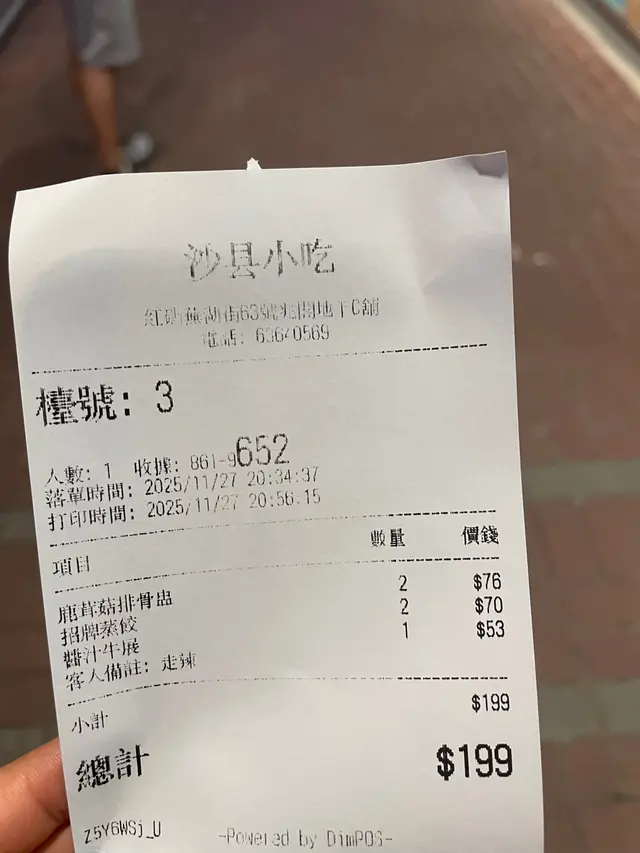 沙县小吃
紅磡蕪湖街63號兆閣地下C舖
電話: 63640569
檯號: 3
人數: 1 收據: 861-9652
落單時間: 2025/11/27 20:34:37
打印時間: 2025/11/27 20:56:15
項目 數量 價錢
鹿茸菇排骨盅 2 $76
招牌蒸餃 2 $70
醬汁牛展 1 $53
客人備註: 走辣
小計 $199
總計 $199
Z5Y6WSj_U -Powered by DimPOS-